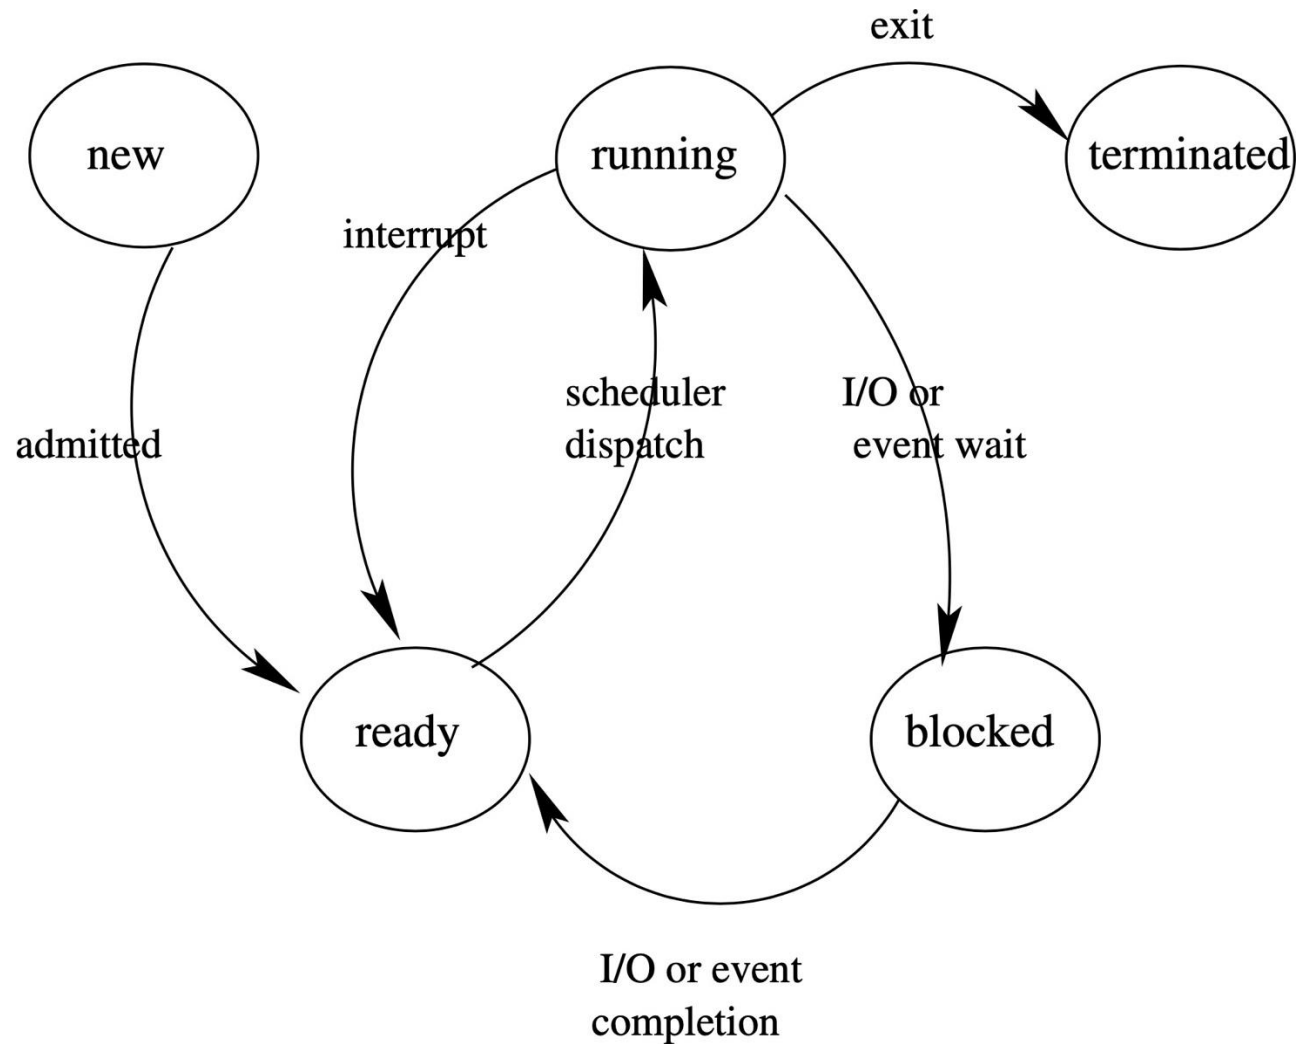 exit
new
running
terminated
interrupt
scheduler
dispatch
I/O or
event wait
admitted
ready
blocked
I/O or event
completion